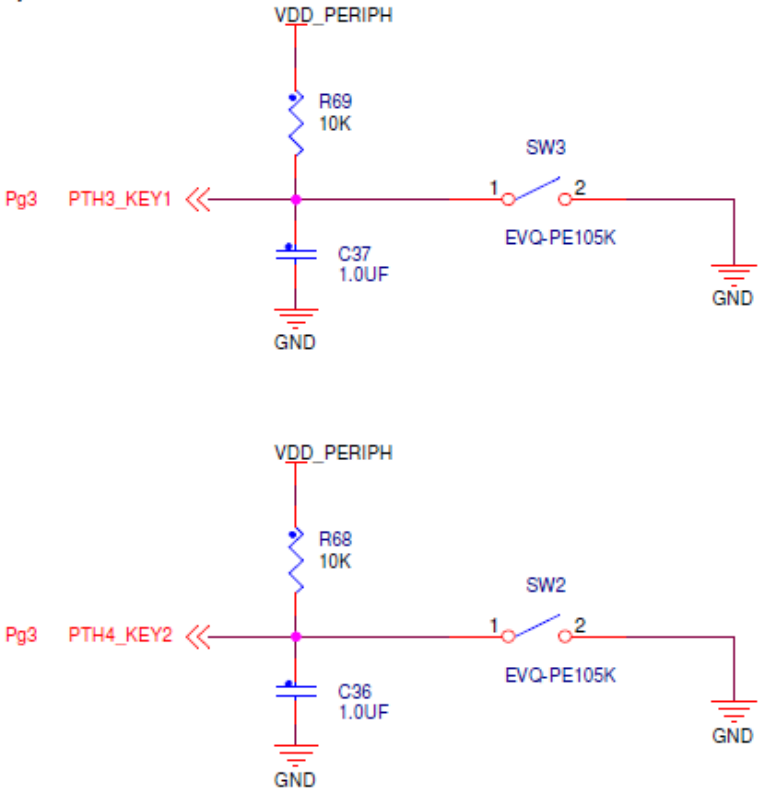 VDD_PERIPH
R69
10K
SW3
1 2
Pg3 PTH3_KEY1
EVQ-PE105K
C37
1.0UF
GND
GND
VDD_PERIPH
R68
10K
SW2
1 2
Pg3 PTH4_KEY2
EVQ-PE105K
C36
1.0UF
GND
GND